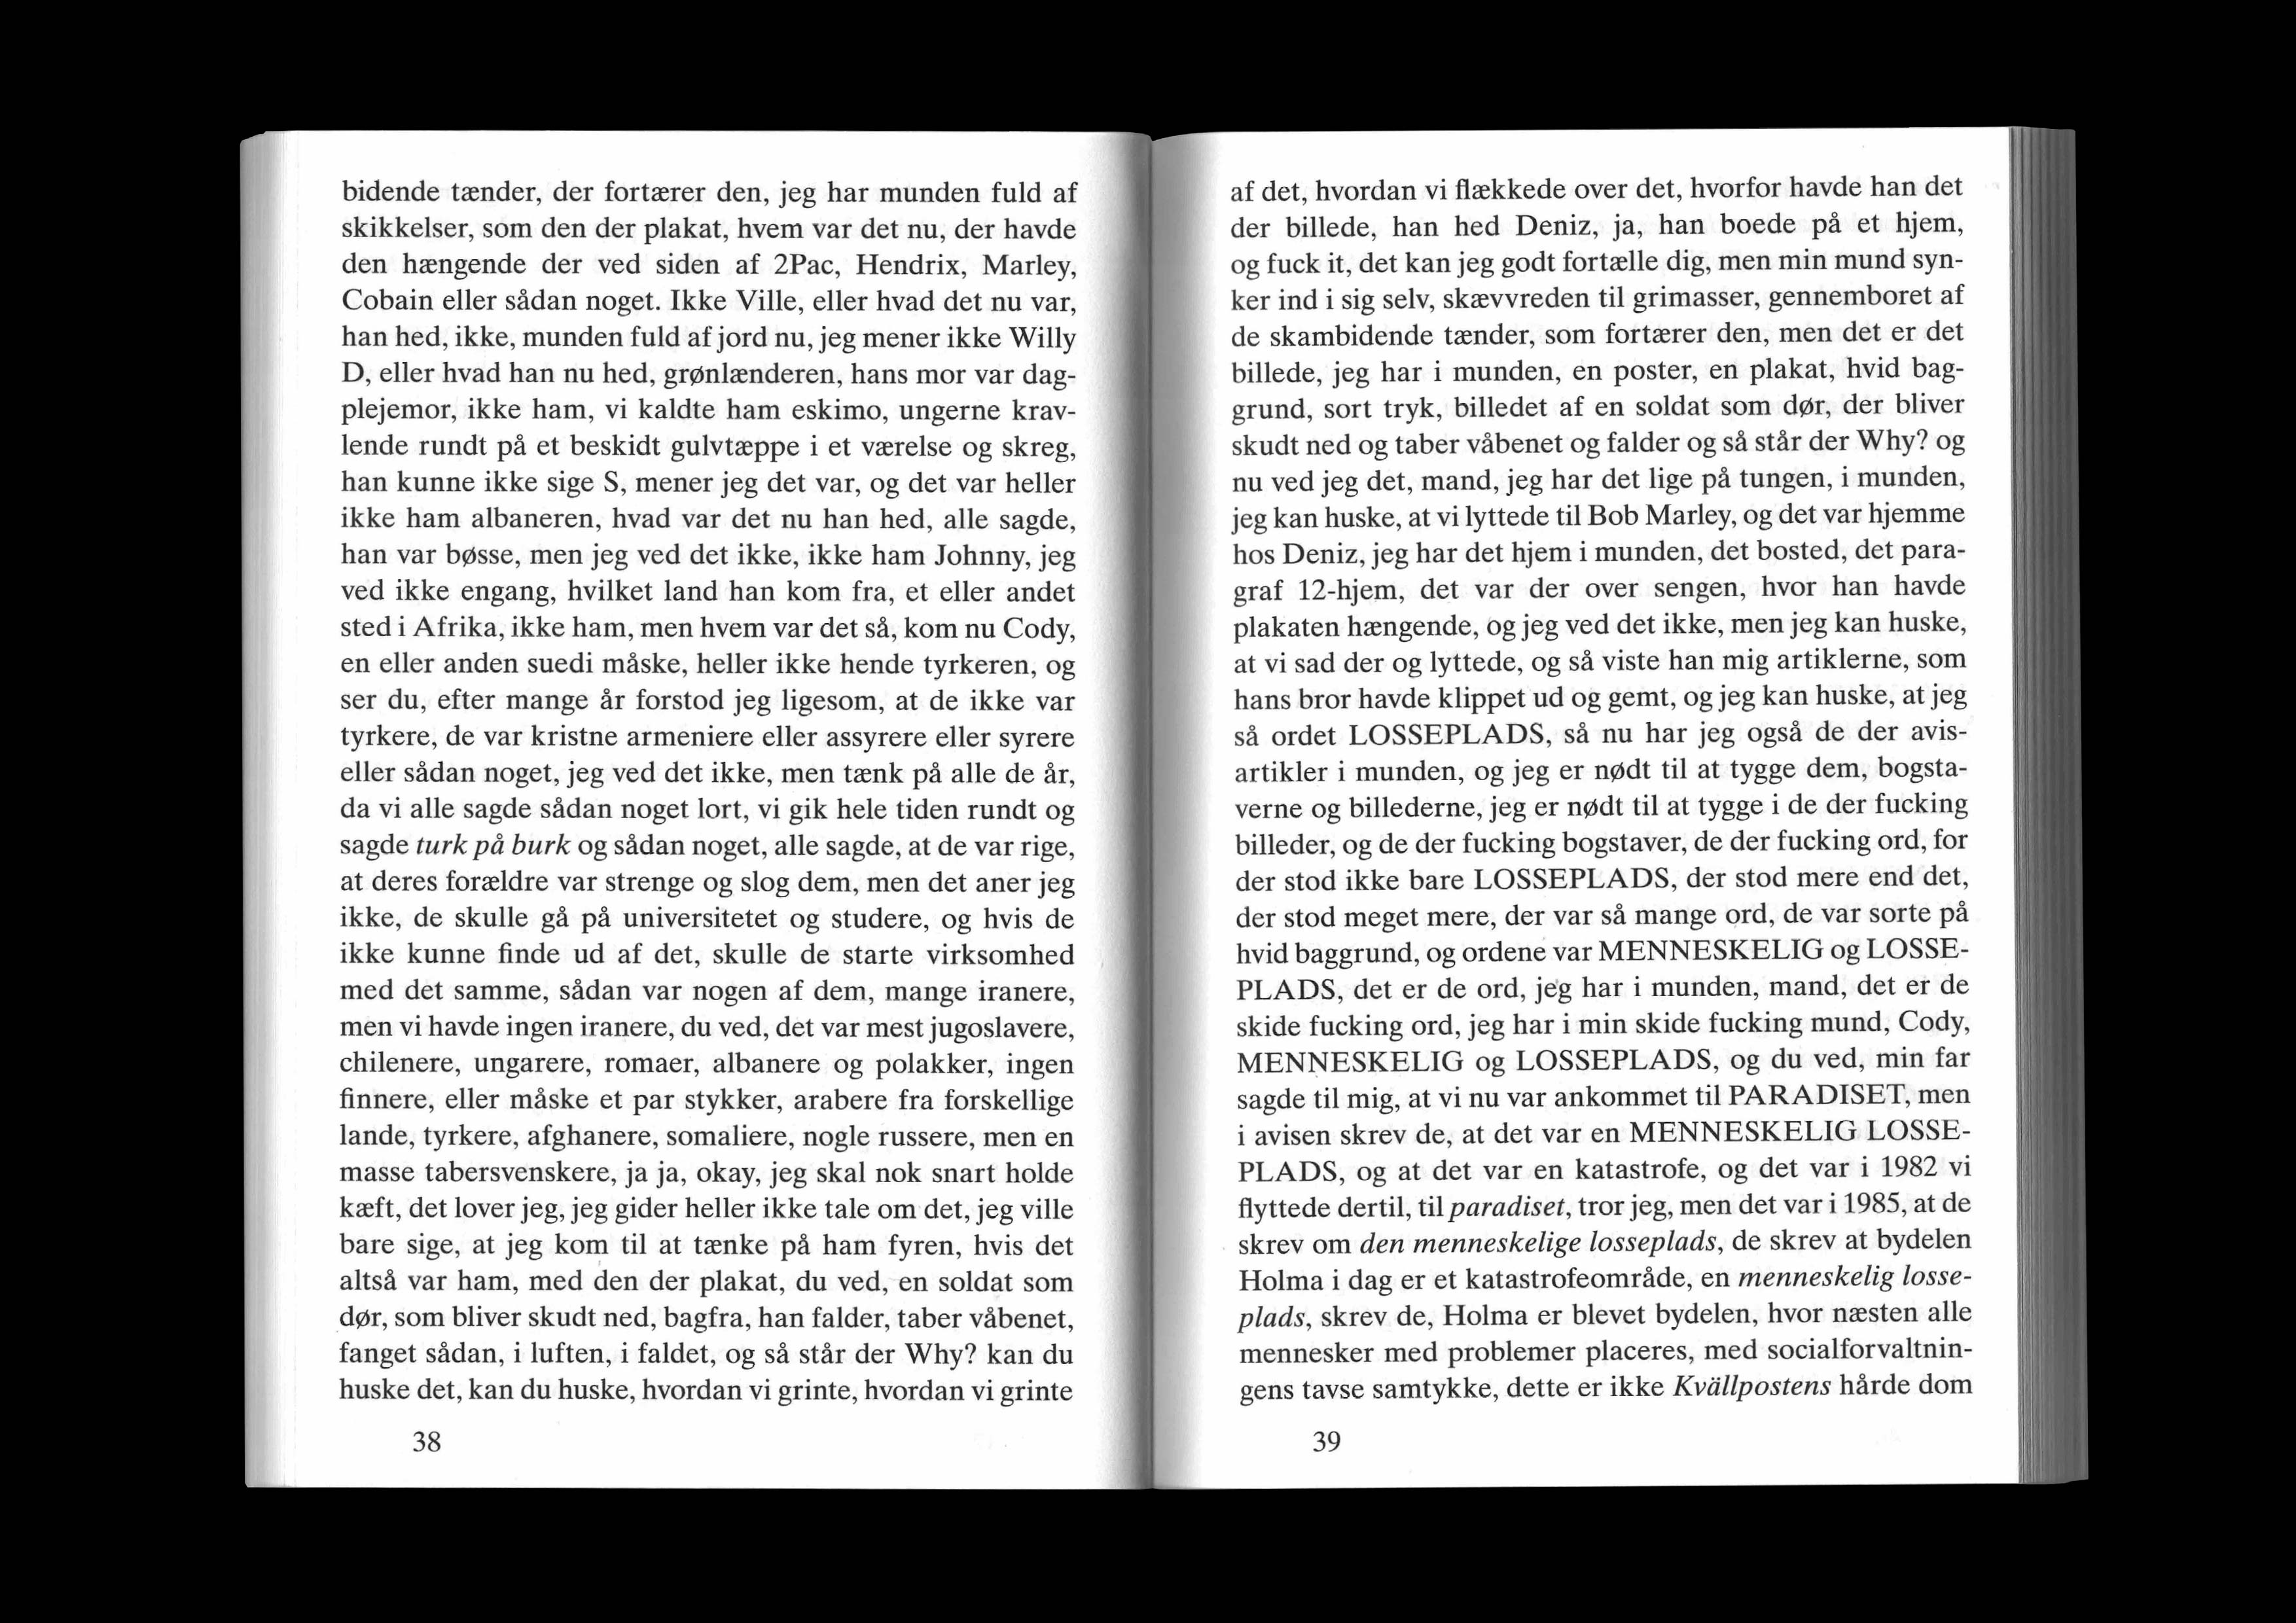 bidende tænder, der fortærer den, jeg har munden fuld af
skikkelser, som den der plakat, hvem var det nu, der havde
den hængende der ved siden af 2Pac, Hendrix, Marley,
Cobain eller sådan noget. Ikke Ville, eller hvad det nu var,
han hed, ikke, munden fuld af jord nu, jeg mener ikke Willy
D, eller hvad han nu hed, grønlænderen, hans mor var dag-
plejemor, ikke ham, vi kaldte ham eskimo, ungerne krav-
lende rundt på et beskidt gulvtæppe i et værelse og skreg,
han kunne ikke sige S, mener jeg det var, og det var heller
ikke ham albaneren, hvad var det nu han hed, alle sagde,
han var bøsse, men jeg ved det ikke, ikke ham Johnny, jeg
ved ikke engang, hvilket land han kom fra, et eller andet
sted i Afrika, ikke ham, men hvem var det så, kom nu Cody,
en eller anden suedi måske, heller ikke hende tyrkeren, og
ser du, efter mange år forstod jeg ligesom, at de ikke var
tyrkere, de var kristne armeniere eller assyrere eller syrere
eller sådan noget, jeg ved det ikke, men tænk på alle de år,
da vi alle sagde sådan noget lort, vi gik hele tiden rundt og
sagde turk på burk og sådan noget, alle sagde, at de var rige,
at deres forældre var strenge og slog dem, men det aner jeg
ikke, de skulle gå på universitetet og studere, og hvis de
ikke kunne finde ud af det, skulle de starte virksomhed
med det samme, sådan var nogen af dem, mange iranere,
men vi havde ingen iranere, du ved, det var mest jugoslavere,
chilenere, ungarere, romaer, albanere og polakker, ingen
finnere, eller måske et par stykker, arabere fra forskellige
lande, tyrkere, afghanere, somaliere, nogle russere, men en
masse tabersvenskere, ja ja, okay, jeg skal nok snart holde
kæft, det lover jeg, jeg gider heller ikke tale om det, jeg ville
bare sige, at jeg kom til at tænke på ham fyren, hvis det
altså var ham, med den der plakat, du ved, en soldat som
dør, som bliver skudt ned, bagfra, han falder, taber våbenet,
fanget sådan, i luften, i faldet, og så står der Why? kan du
huske det, kan du huske, hvordan vi grinte, hvordan vi grinte
38
af det, hvordan vi flækkede over det, hvorfor havde han det
der billede, han hed Deniz, ja, han boede på et hjem,
og fuck it, det kan jeg godt fortælle dig, men min mund syn-
ker ind i sig selv, skævvreden til grimasser, gennemboret af
de skambidende tænder, som fortærer den, men det er det
billede, jeg har i munden, en poster, en plakat, hvid bag-
grund, sort tryk, billedet af en soldat som dør, der bliver
skudt ned og taber våbenet og falder og så står der Why? og
nu ved jeg det, mand, jeg har det lige på tungen, i munden,
jeg kan huske, at vi lyttede til Bob Marley, og det var hjemme
hos Deniz, jeg har det hjem i munden, det bosted, det para-
graf 12-hjem, det var der over sengen, hvor han havde
plakaten hængende, og jeg ved det ikke, men jeg kan huske,
at vi sad der og lyttede, og så viste han mig artiklerne, som
hans bror havde klippet ud og gemt, og jeg kan huske, at jeg
så ordet LOSSEPLADS, så nu har jeg også de der avis-
artikler i munden, og jeg er nødt til at tygge dem, bogsta-
verne og billederne, jeg er nødt til at tygge i de der fucking
billeder, og de der fucking bogstaver, de der fucking ord, for
der stod ikke bare LOSSEPLADS, der stod mere end det,
der stod meget mere, der var så mange ord, de var sorte på
hvid baggrund, og ordene var MENNESKELIG og LOSSE-
PLADS, det er de ord, jeg har i munden, mand, det er de
skide fucking ord, jeg har i min skide fucking mund, Cody,
MENNESKELIG og LOSSEPLADS, og du ved, min far
sagde til mig, at vi nu var ankommet til PARADISET, men
i avisen skrev de, at det var en MENNESKELIG LOSSE-
PLADS, og at det var en katastrofe, og det var i 1982 vi
flyttede dertil, til paradiset, tror jeg, men det var i 1985, at de
skrev om den menneskelige losseplads, de skrev at bydelen
Holma i dag er et katastrofeområde, en menneskelig losse-
plads, skrev de, Holma er blevet bydelen, hvor næsten alle
mennesker med problemer placeres, med socialforvaltnin-
gens tavse samtykke, dette er ikke Kvällpostens hårde dom
39